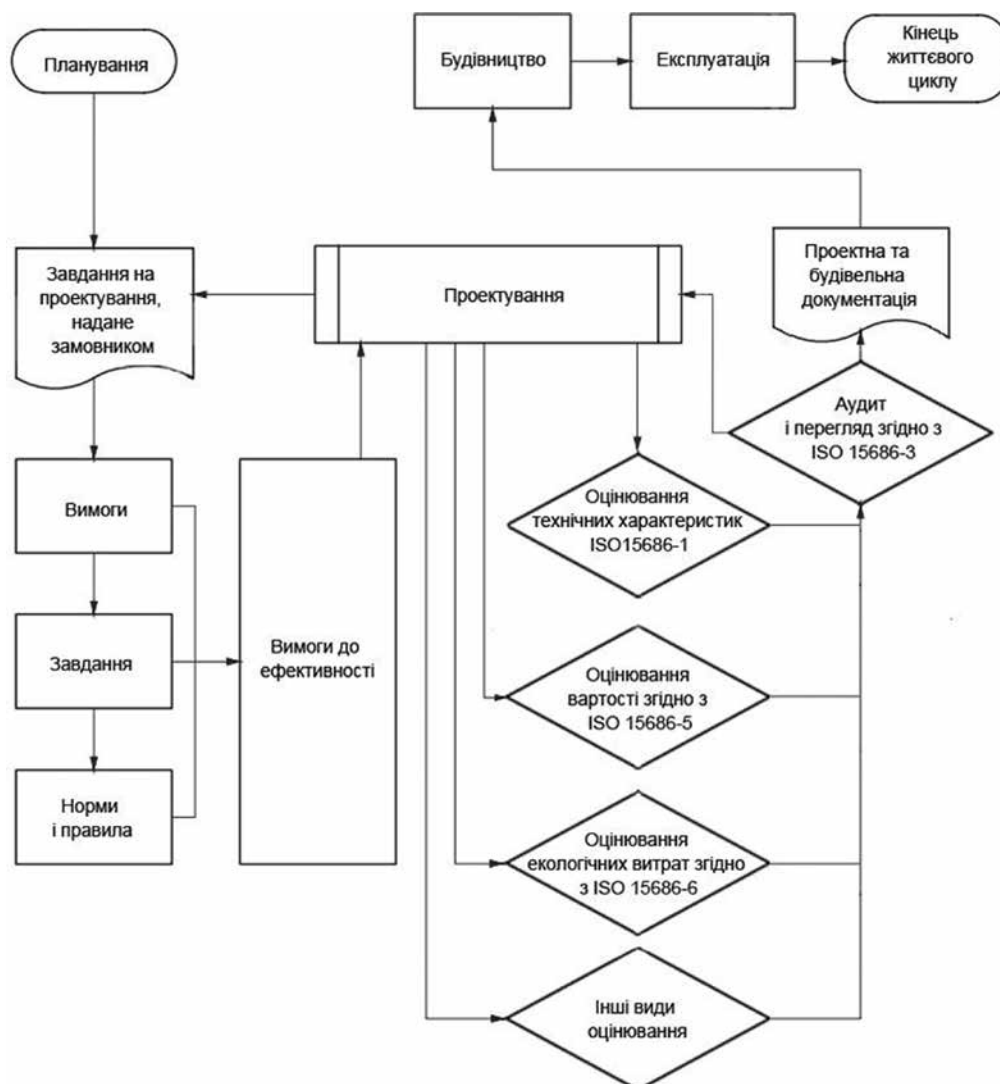 Планування
Будівництво
Експлуатація
Кінець
життєвого
циклу
Завдання на
проектування,
надане
замовником
Проектування
Проектна та
будівельна
документація
Аудит
і перегляд згідно з
ISO 15686-3
Вимоги
Оцінювання
технічних характеристик
ISO15686-1
Завдання
Вимоги до
ефективності
Оцінювання
вартості згідно з
ISO 15686-5
Норми
і правила
Оцінювання
екологічних витрат згідно
з ISO 15686-6
Інші види
оцінювання